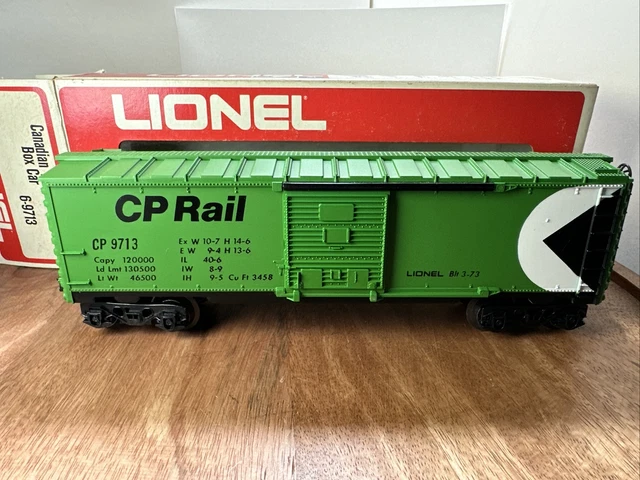 LIONEL
Canadian
Box Car
6-9713
CP Rail
CP 9713
Capy 120000
Ld Lmt 130500
Lt Wt 46500
Ex W 10-7 H 14-6
E W 9-4 H 13-6
IL 40-6
IW 8-9
IH 9-5 Cu Ft 3458
LIONEL Blt 3-73